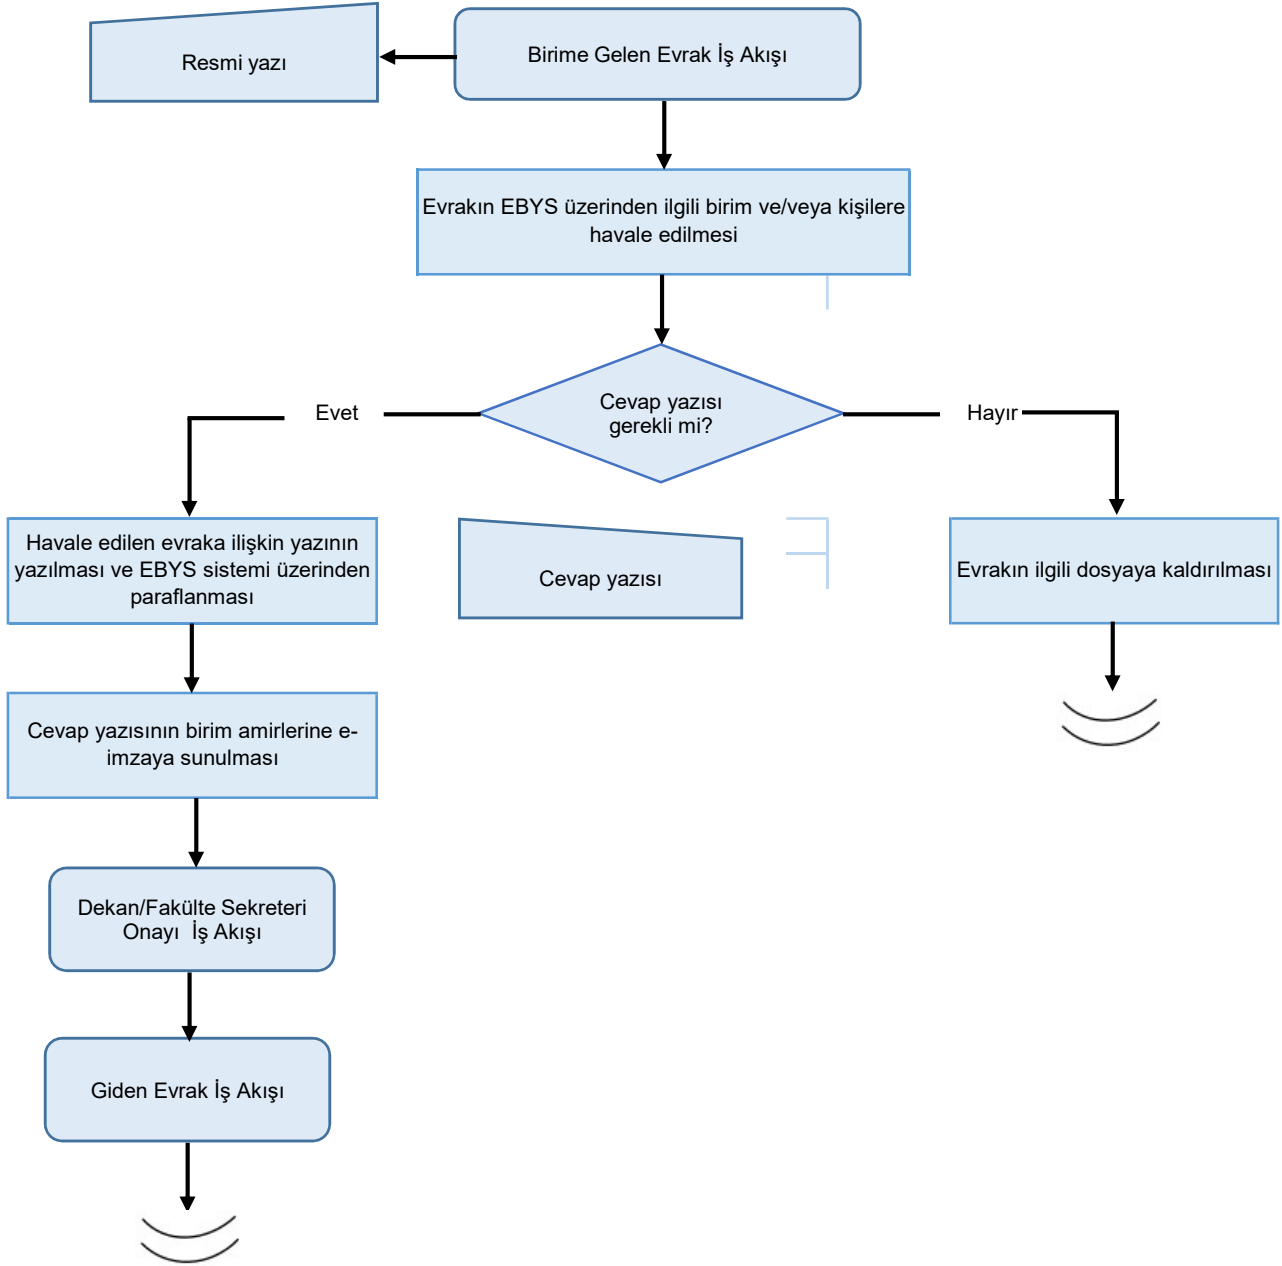 Resmi yazı
Birime Gelen Evrak İş Akışı
Evrakın EBYS üzerinden ilgili birim ve/veya kişilere
havale edilmesi
Cevap yazısı
gerekli mi?
Evet
Hayır
Havale edilen evraka ilişkin yazının
yazılması ve EBYS sistemi üzerinden
paraflanması
Cevap yazısı
Evrakın ilgili dosyaya kaldırılması
Cevap yazısının birim amirlerine e-
imzaya sunulması
Dekan/Fakülte Sekreteri
Onayı  İş Akışı
Giden Evrak İş Akışı